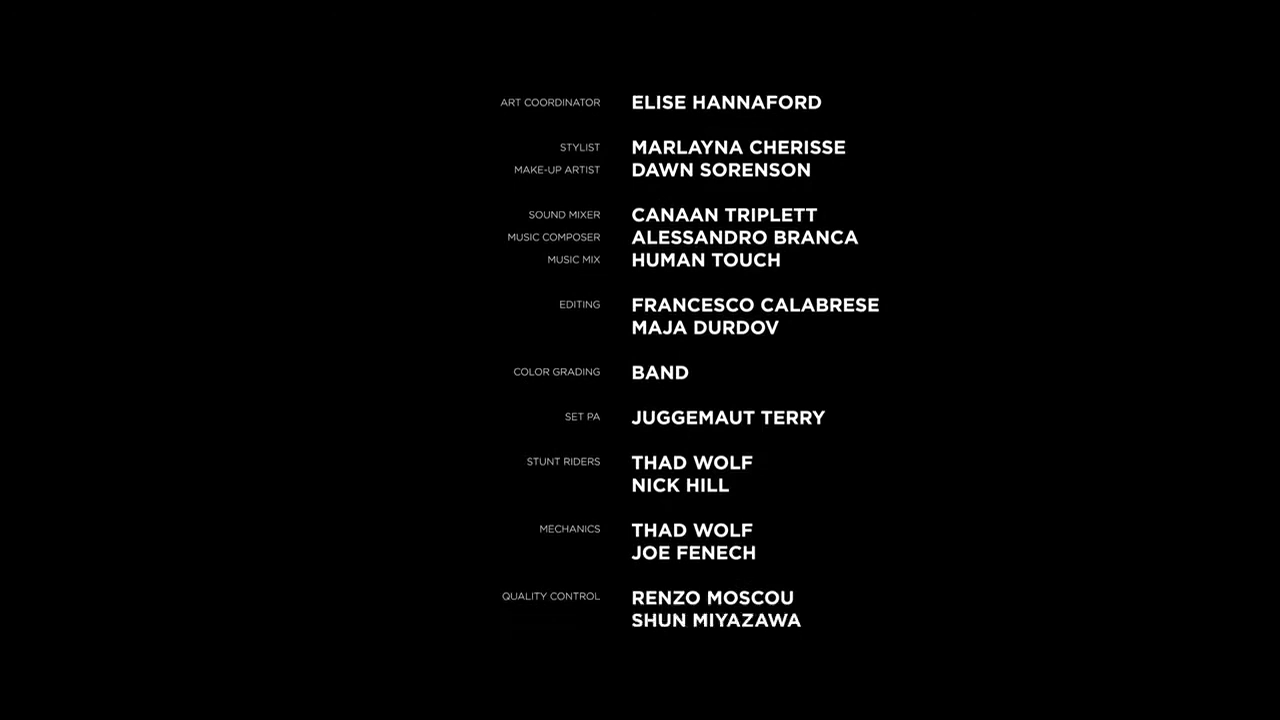 ART COORDINATOR ELISE HANNAFORD
STYLIST MARLAYNA CHERISSE
MAKE-UP ARTIST DAWN SORENSON
SOUND MIXER CANAAN TRIPLETT
MUSIC COMPOSER ALESSANDRO BRANCA
MUSIC MIX HUMAN TOUCH
EDITING FRANCESCO CALABRESE
MAJA DURDOV
COLOR GRADING BAND
SET PA JUGGEMAUT TERRY
STUNT RIDERS THAD WOLF
NICK HILL
MECHANICS THAD WOLF
JOE FENECH
QUALITY CONTROL RENZO MOSCOU
SHUN MIYAZAWA